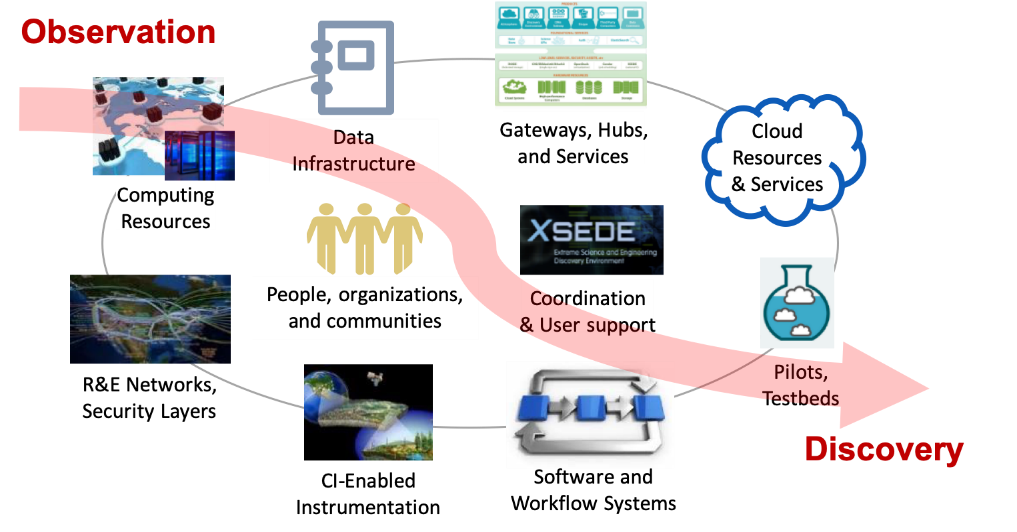 Observation
Data
Infrastructure
Gateways, Hubs,
and Services
Cloud
Resources
& Services
Computing
Resources
People, organizations,
and communities
XSEDE
Extreme Science and Engineering
Discovery Environment
Coordination
& User support
R&E Networks,
Security Layers
Pilots,
Testbeds
Discovery
CI-Enabled
Instrumentation
Software and
Workflow Systems